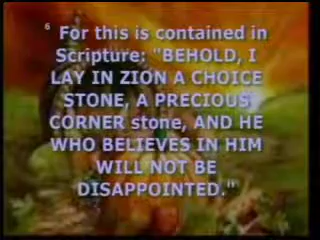 6 For this is contained in
Scripture: "BEHOLD, I
LAY IN ZION A CHOICE
STONE, A PRECIOUS
CORNER stone, AND HE
WHO BELIEVES IN HIM
WILL NOT BE
DISAPPOINTED."